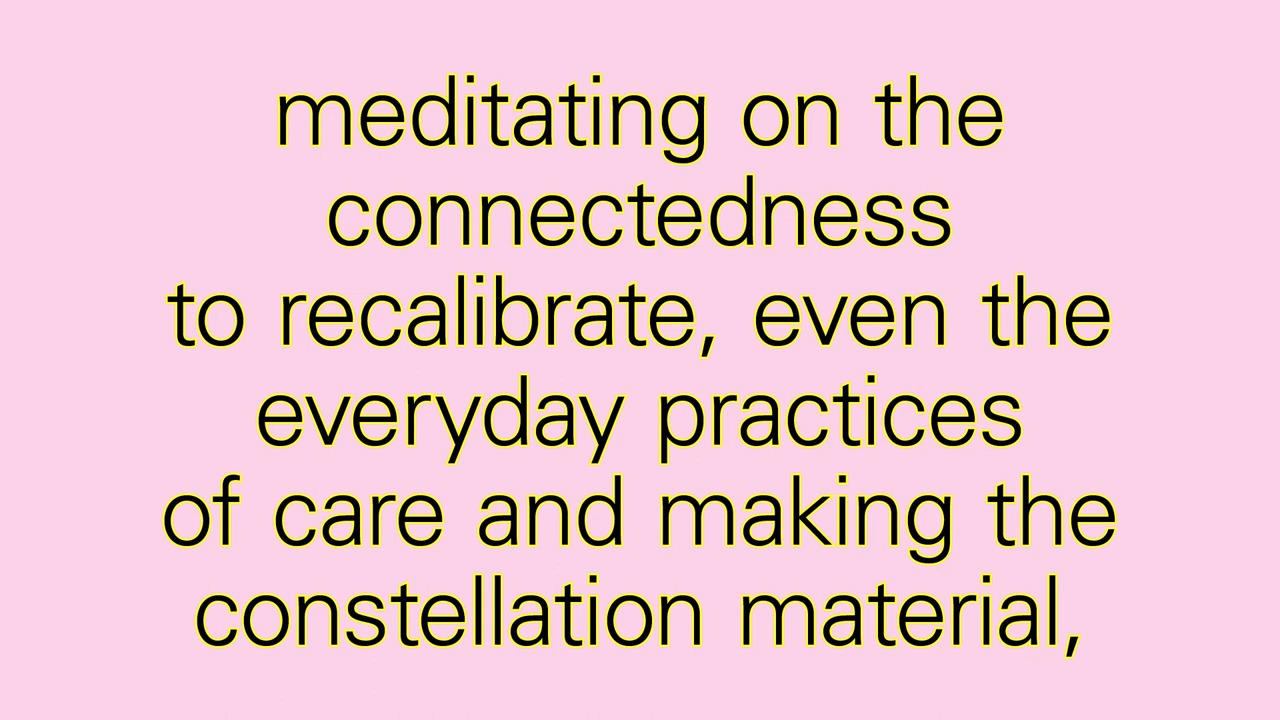 meditating on the
connectedness
to recalibrate, even the
everyday practices
of care and making the
constellation material,